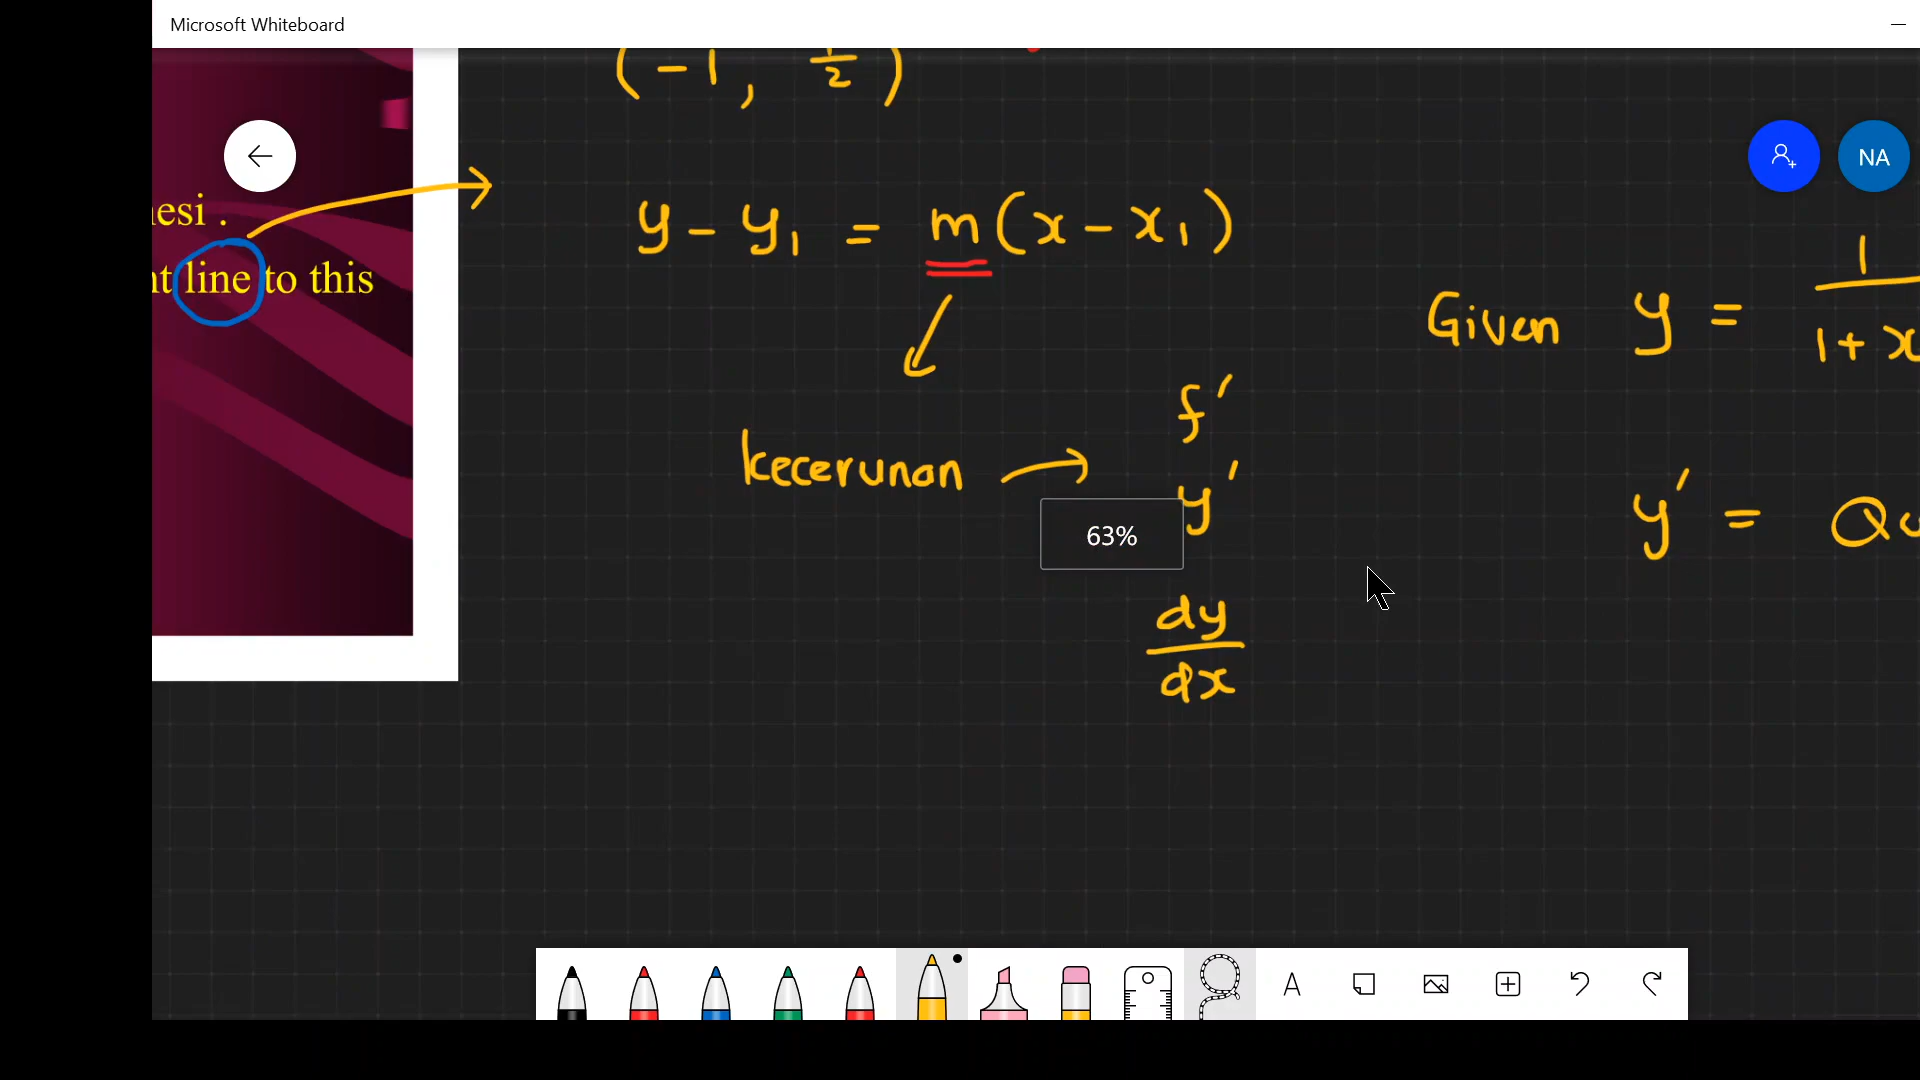 Microsoft Whiteboard
(-1, 1/2)
NA
esi .
y - y₁ = m(x - x₁)
line to this
Given y = 1/(1 + x
f'
kecerunan → y'
63%
y' = Qu
dy/dx